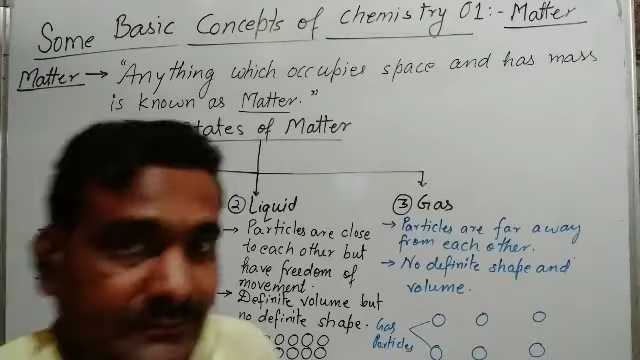 Some Basic Concepts of Chemistry 01:- Matter
Matter → "Anything which occupies space and has mass
is known as Matter."
States of Matter
② Liquid
→ Particles are close
to each other but
have freedom of
movement.
→ Definite volume but
no definite shape.
③ Gas
→ Particles are far away
from each other.
→ No definite shape and
volume.
Gas
Particles